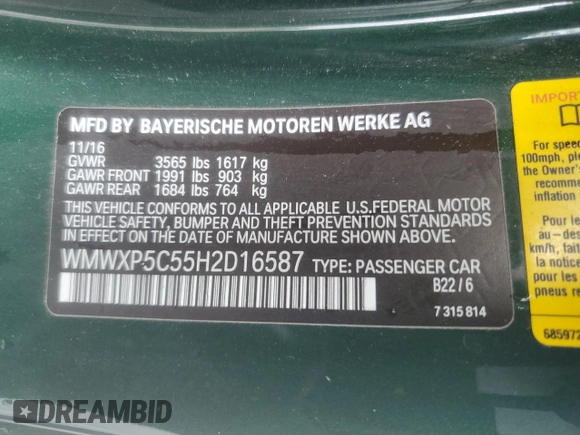 MFD BY BAYERISCHE MOTOREN WERKE AG
11/16
GVWR 3565 lbs 1617 kg
GAWR FRONT 1991 lbs 903 kg
GAWR REAR 1684 lbs 764 kg
THIS VEHICLE CONFORMS TO ALL APPLICABLE U.S.FEDERAL MOTOR
VEHICLE SAFETY, BUMPER AND THEFT PREVENTION STANDARDS
IN EFFECT ON THE DATE OF MANUFACTURE SHOWN ABOVE.
WMWXP5C55H2D16587 TYPE: PASSENGER CAR
B22/6
7 315 814
For speed
100mph, ple
the Owner's
recomme
inflation
Pour le
au-des
km/h, fait
la notice
pour les
pneus re
685972
DREAMBID